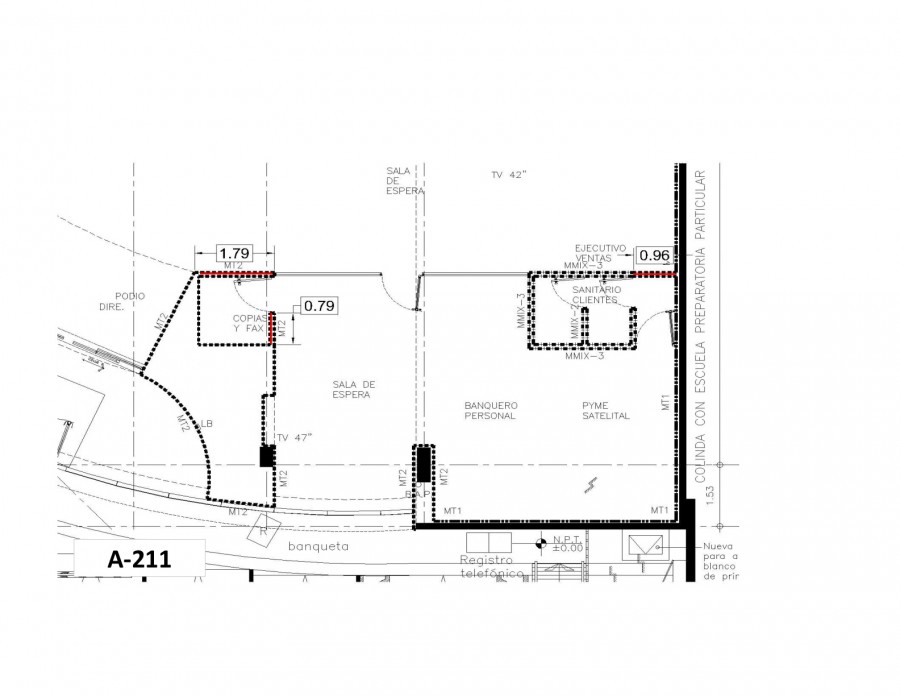 SALA
DE
ESPERA
TV 42"
COLINDA CON ESCUELA PREPARATORIA PARTICULAR
1.79
MT2
EJECUTIVO
VENTAS
MMIX-3
0.96
PODIO
DIRE.
MT2
0.79
COPIAS
Y FAX
MT2
SANITARIO
CLIENTES
MMIX-3
MMIX-2
MMIX-3
SALA DE
ESPERA
BANQUERO
PERSONAL
PYME
SATELITAL
MT1
MT2
LB
TV 47"
MT2
MT2
MT2
B.A.P.
MT2
MT1
MT1
1.53
R
banqueta
A-211
Registro
telefónico
N.P.T.
±0.00
Nueva
para a
blanco
de prir